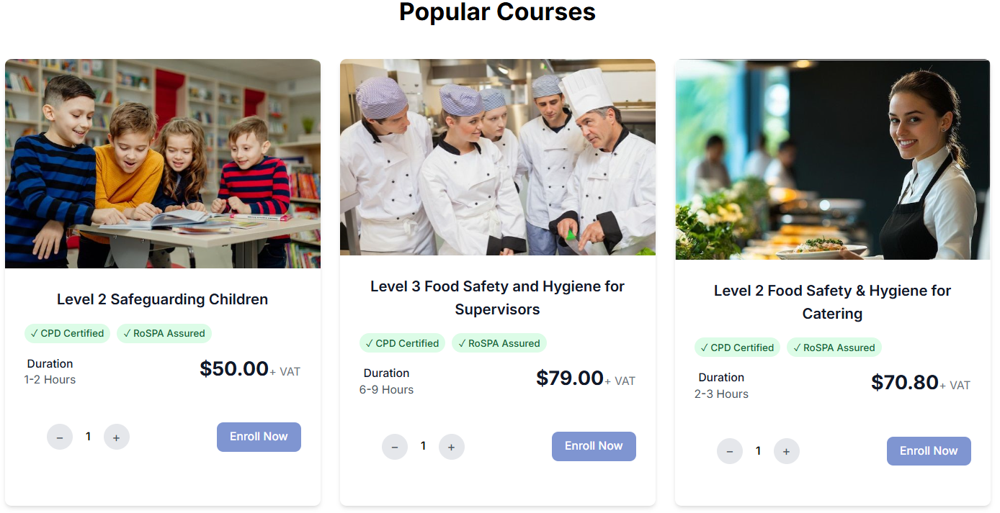 Popular Courses
Level 2 Safeguarding Children
✓ CPD Certified ✓ RoSPA Assured
Duration
1-2 Hours
$50.00 + VAT
− 1 +
Enroll Now
Level 3 Food Safety and Hygiene for
Supervisors
✓ CPD Certified ✓ RoSPA Assured
Duration
6-9 Hours
$79.00 + VAT
− 1 +
Enroll Now
Level 2 Food Safety & Hygiene for
Catering
✓ CPD Certified ✓ RoSPA Assured
Duration
2-3 Hours
$70.80 + VAT
− 1 +
Enroll Now